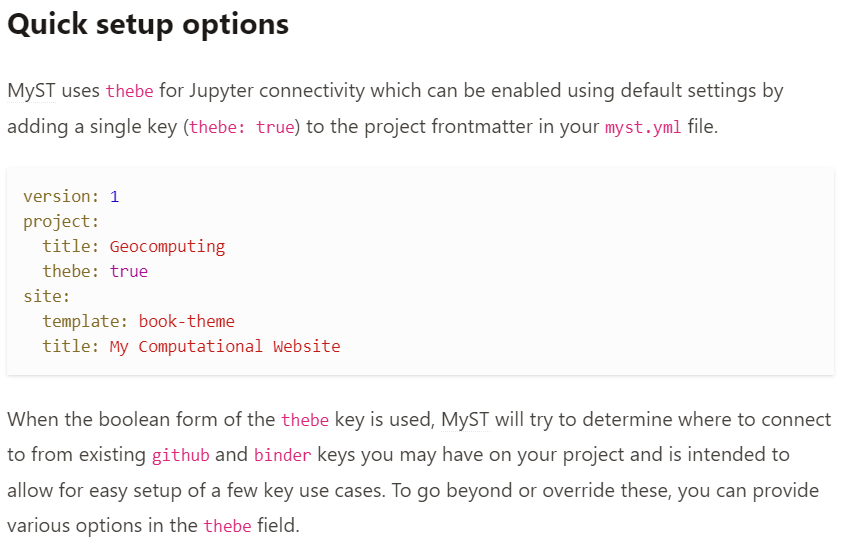 Quick setup options
MyST uses thebe for Jupyter connectivity which can be enabled using default settings by
adding a single key (thebe: true) to the project frontmatter in your myst.yml file.
version: 1
project:
  title: Geocomputing
  thebe: true
site:
  template: book-theme
  title: My Computational Website
When the boolean form of the thebe key is used, MyST will try to determine where to connect
to from existing github and binder keys you may have on your project and is intended to
allow for easy setup of a few key use cases. To go beyond or override these, you can provide
various options in the thebe field.